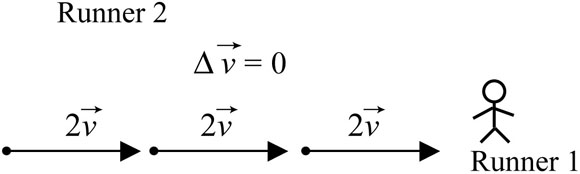 Runner 2
Δv⃗ = 0
2v⃗ 2v⃗ 2v⃗
Runner 1